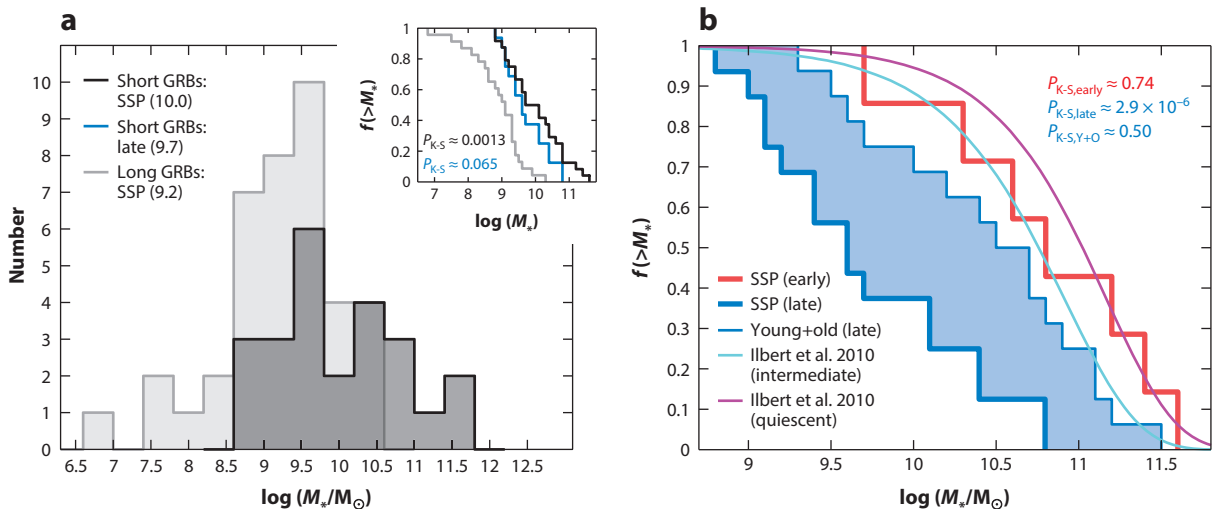 a
Number
10
9
8
7
6
5
4
3
2
1
0
6.5 7 7.5 8 8.5 9 9.5 10 10.5 11 11.5 12 12.5
log (M*/M☉)
Short GRBs:
SSP (10.0)
Short GRBs:
late (9.7)
Long GRBs:
SSP (9.2)
f (>M*)
1
0.8
0.6
0.4
0.2
0
P K-S ≈ 0.0013
P K-S ≈ 0.065
7 8 9 10 11
log (M*)
b
f (>M*)
1
0.9
0.8
0.7
0.6
0.5
0.4
0.3
0.2
0.1
0
P K-S,early ≈ 0.74
P K-S,late ≈ 2.9 × 10⁻⁶
P K-S,Y+O ≈ 0.50
SSP (early)
SSP (late)
Young+old (late)
Ilbert et al. 2010
(intermediate)
Ilbert et al. 2010
(quiescent)
9 9.5 10 10.5 11 11.5
log (M*/M☉)